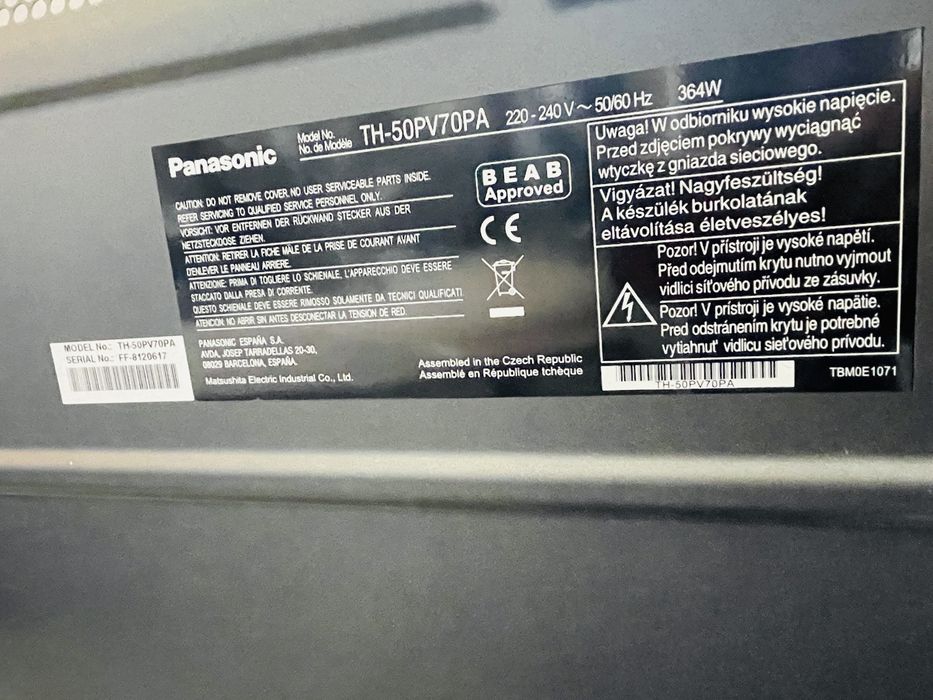 Panasonic
Model No.
No. de Modèle
TH-50PV70PA
220 - 240 V ~ 50/60 Hz 364W
CAUTION: DO NOT REMOVE COVER. NO USER SERVICEABLE PARTS INSIDE.
REFER SERVICING TO QUALIFIED SERVICE PERSONNEL ONLY.
VORSICHT: VOR ENTFERNEN DER RÜCKWAND STECKER AUS DER
NETZSTECKDOSE ZIEHEN.
ATTENTION: RETIRER LA FICHE MÂLE DE LA PRISE DE COURANT AVANT
D'ENLEVER LE PANNEAU ARRIERE.
ATTENZIONE: PRIMA DI TOGLIERE LO SCHIENALE, L'APPARECCHIO DEVE ESSERE
STACCATO DALLA PRESA DI CORRENTE.
QUESTO SCHIENALE DEVE ESSERE RIMOSSO SOLAMENTE DA TECNICI QUALIFICATI.
ATENCION: NO ABRIR SIN ANTES DESCONECTAR LA TENSION DE RED.
PANASONIC ESPAÑA S.A.
AVDA. JOSEP TARRADELLAS 20-30,
08029 BARCELONA, ESPAÑA.
Matsushita Electric Industrial Co., Ltd.
BEAB
Approved
CE
Assembled in the Czech Republic
Assemblé en République tchèque
Uwaga! W odbiorniku wysokie napięcie.
Przed zdjęciem pokrywy wyciągnąć
wtyczkę z gniazda sieciowego.
Vigyázat! Nagyfeszültség!
A készülék burkolatának
eltávolítása életveszélyes!
Pozor! V přístroji je vysoké napětí.
Před odejmutím krytu nutno vyjmout
vidlici síťového přívodu ze zásuvky.
Pozor! V prístroji je vysoké napätie.
Pred odstránením krytu je potrebné
vytiahnuť vidlicu sieťového prívodu.
TH-50PV70PA
TBM0E1071
MODEL No.: TH-50PV70PA
SERIAL No.: FF-8120617